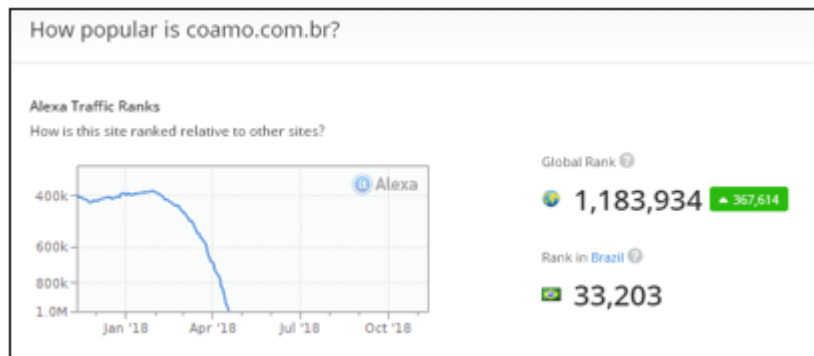 How popular is coamo.com.br?
Alexa Traffic Ranks
How is this site ranked relative to other sites?
Alexa
400k
600k
800k
1.0M
Jan '18 Apr '18 Jul '18 Oct '18
Global Rank ?
1,183,934 367,614
Rank in Brazil ?
33,203